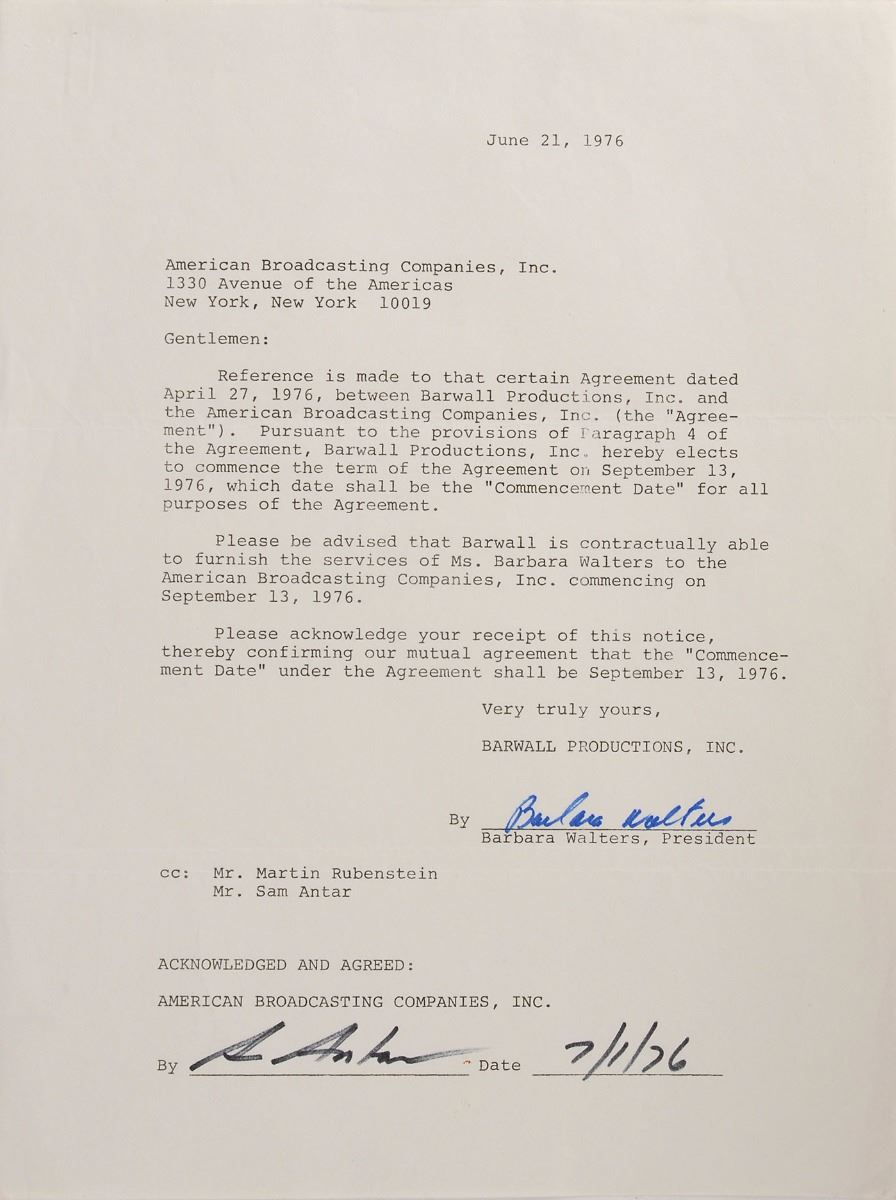 June 21, 1976
American Broadcasting Companies, Inc.
1330 Avenue of the Americas
New York, New York 10019
Gentlemen:
Reference is made to that certain Agreement dated
April 27, 1976, between Barwall Productions, Inc. and
the American Broadcasting Companies, Inc. (the "Agree-
ment"). Pursuant to the provisions of Paragraph 4 of
the Agreement, Barwall Productions, Inc. hereby elects
to commence the term of the Agreement on September 13,
1976, which date shall be the "Commencement Date" for all
purposes of the Agreement.
Please be advised that Barwall is contractually able
to furnish the services of Ms. Barbara Walters to the
American Broadcasting Companies, Inc. commencing on
September 13, 1976.
Please acknowledge your receipt of this notice,
thereby confirming our mutual agreement that the "Commence-
ment Date" under the Agreement shall be September 13, 1976.
Very truly yours,
BARWALL PRODUCTIONS, INC.
By Barbara Walters
Barbara Walters, President
cc: Mr. Martin Rubenstein
Mr. Sam Antar
ACKNOWLEDGED AND AGREED:
AMERICAN BROADCASTING COMPANIES, INC.
By S Antar Date 7/1/76